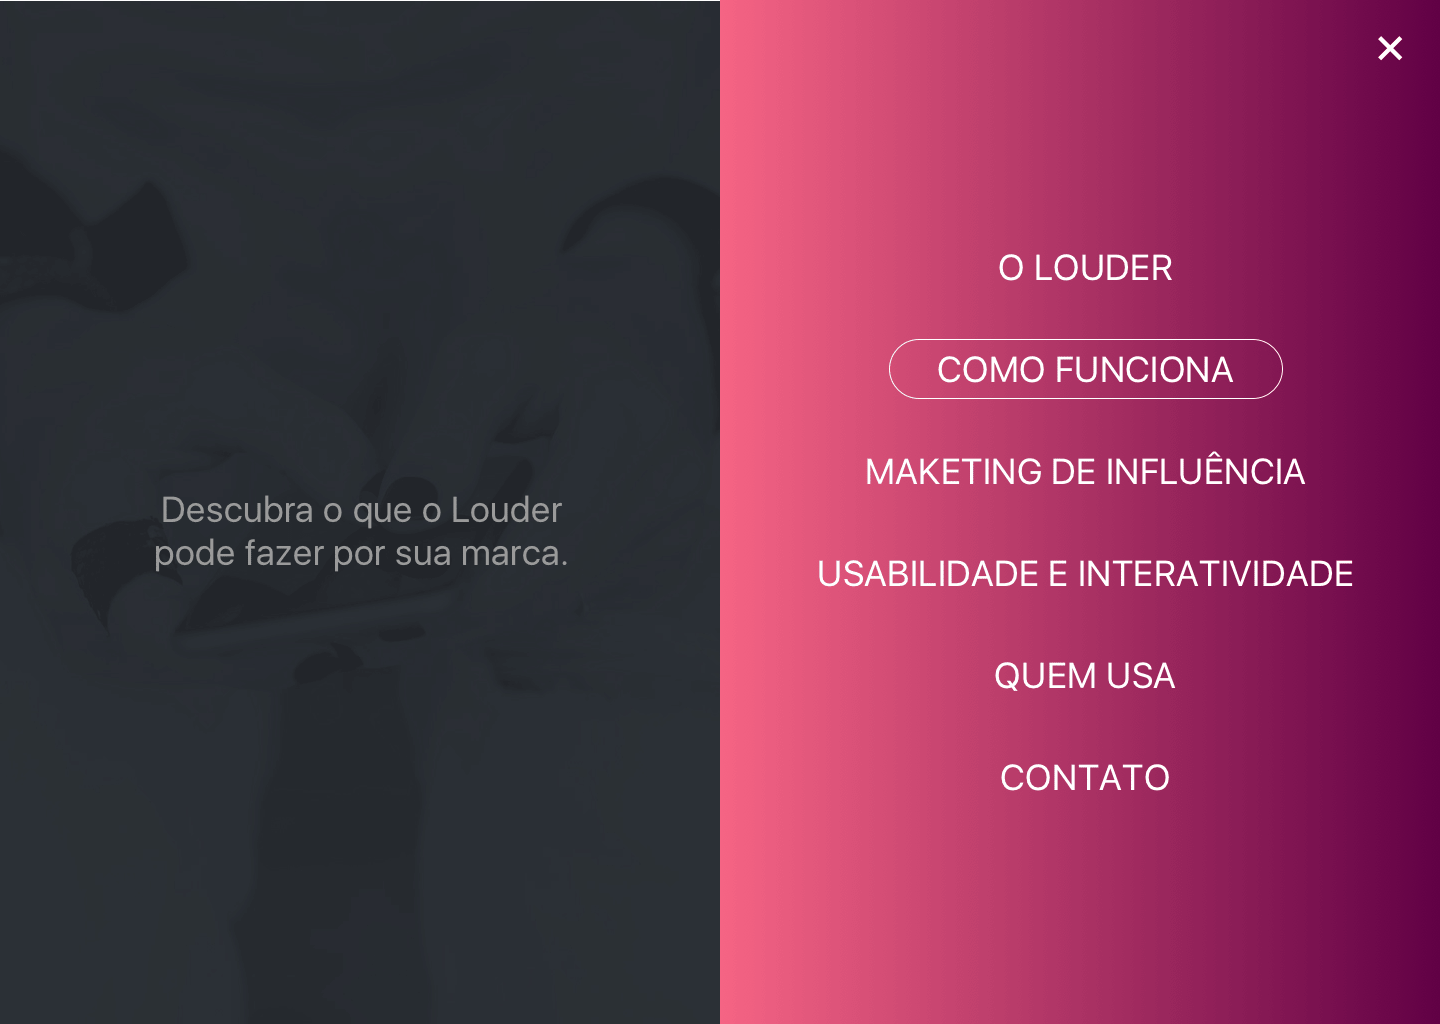 Descubra o que o Louder
pode fazer por sua marca.
O LOUDER
COMO FUNCIONA
MAKETING DE INFLUÊNCIA
USABILIDADE E INTERATIVIDADE
QUEM USA
CONTATO